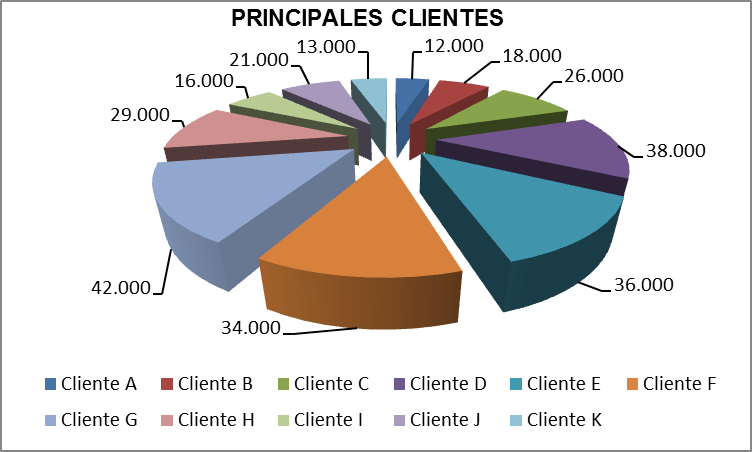 PRINCIPALES CLIENTES
13.000 12.000
21.000 18.000
16.000 26.000
29.000 38.000
42.000 36.000
34.000
Cliente A Cliente B Cliente C Cliente D Cliente E Cliente F
Cliente G Cliente H Cliente I Cliente J Cliente K